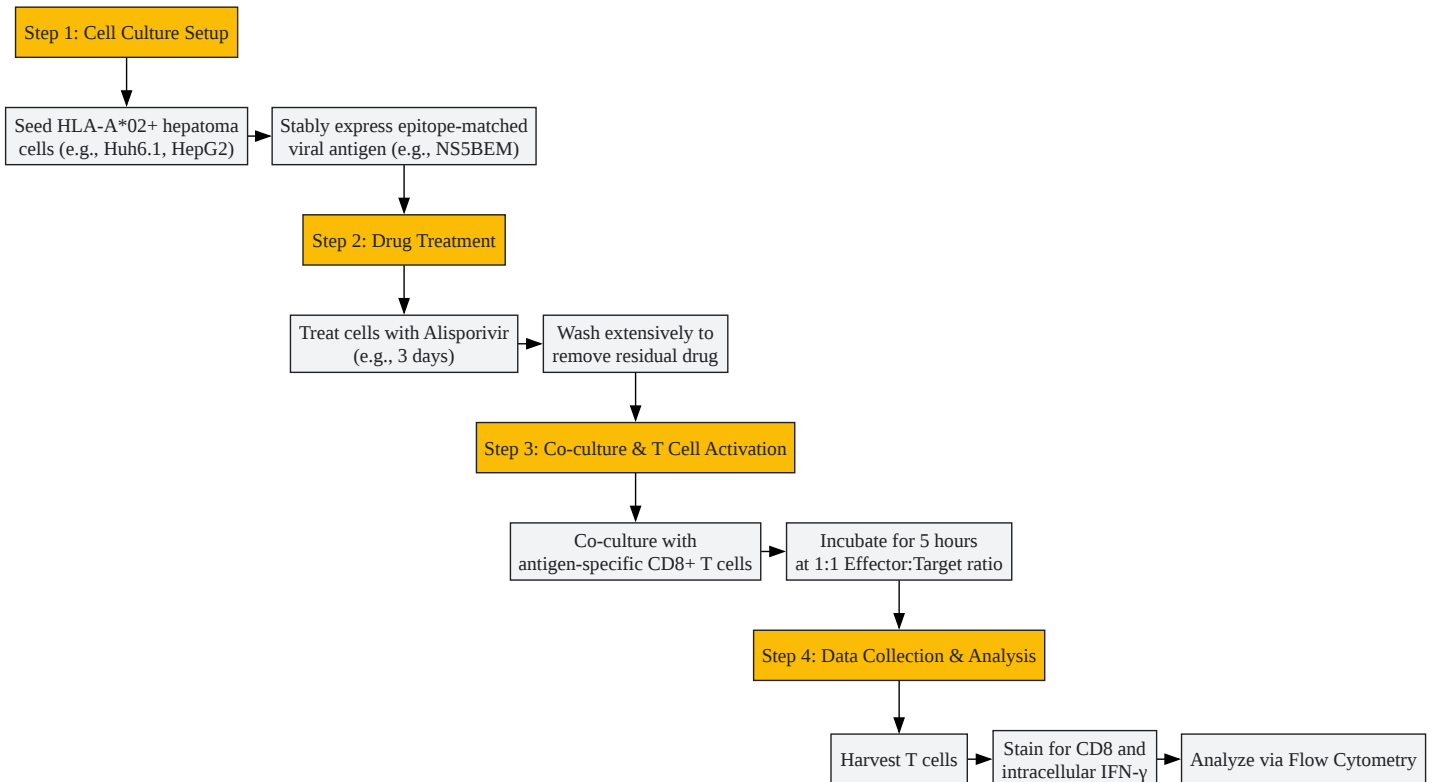 Step 1: Cell Culture Setup
Seed HLA-A*02+ hepatoma
cells (e.g., Huh6.1, HepG2)
Stably express epitope-matched
viral antigen (e.g., NS5BEM)
Step 2: Drug Treatment
Treat cells with Alisporivir
(e.g., 3 days)
Wash extensively to
remove residual drug
Step 3: Co-culture & T Cell Activation
Co-culture with
antigen-specific CD8+ T cells
Incubate for 5 hours
at 1:1 Effector:Target ratio
Step 4: Data Collection & Analysis
Harvest T cells
Stain for CD8 and
intracellular IFN-γ
Analyze via Flow Cytometry